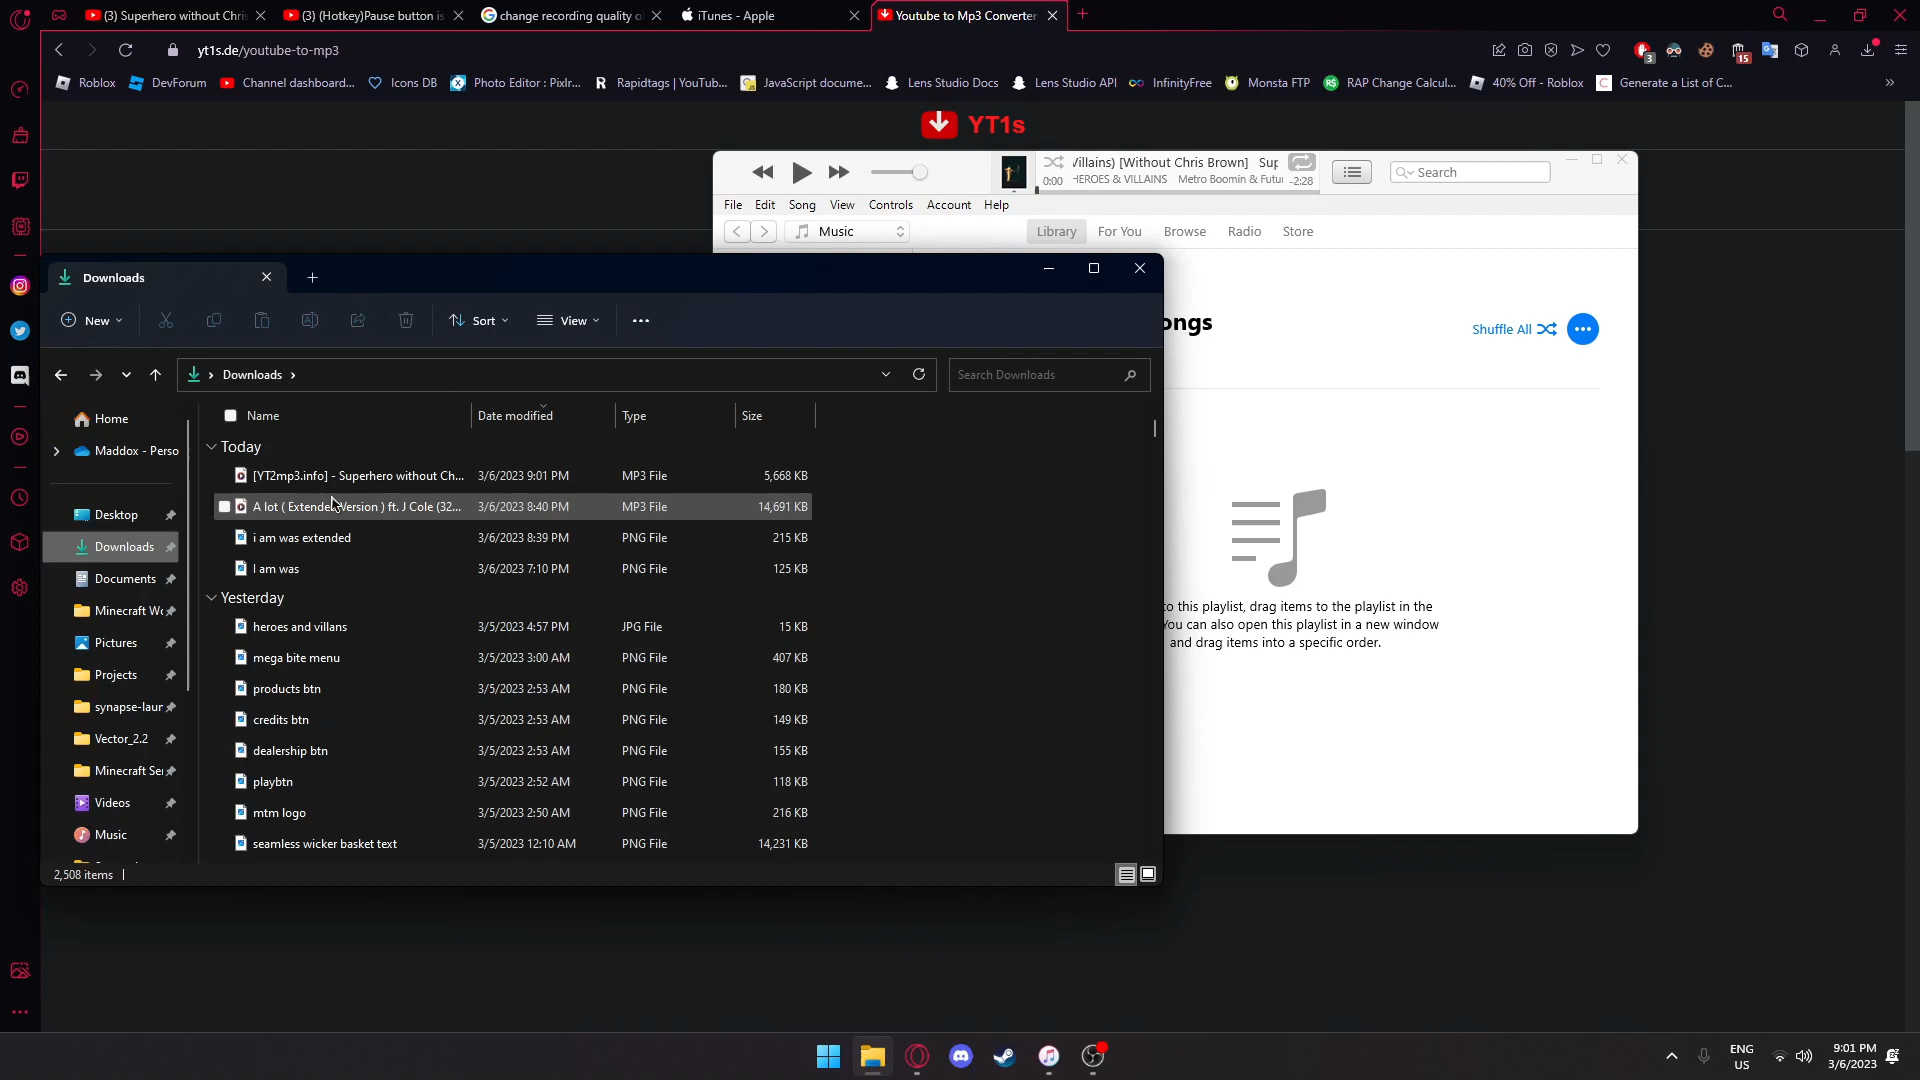 (3) Superhero without Chris
(3) (Hotkey)Pause button is
change recording quality o
iTunes - Apple
Youtube to Mp3 Converter
yt1s.de/youtube-to-mp3
3
15
Roblox
DevForum
Channel dashboard...
Icons DB
Photo Editor : Pixlr...
Rapidtags | YouTub...
JavaScript docume...
Lens Studio Docs
Lens Studio API
InfinityFree
Monsta FTP
RAP Change Calcul...
40% Off - Roblox
Generate a List of C...
YT1s
Villains) [Without Chris Brown] Sup
0:00
HEROES & VILLAINS Metro Boomin & Futu
-2:28
Search
File Edit Song View Controls Account Help
Music
Library For You Browse Radio Store
ongs
Shuffle All
to this playlist, drag items to the playlist in the
You can also open this playlist in a new window
and drag items into a specific order.
Downloads
New
Sort
View
Downloads
Search Downloads
Home
Maddox - Perso
Desktop
Downloads
Documents
Minecraft Wo
Pictures
Projects
synapse-laur
Vector_2.2
Minecraft Ser
Videos
Music
Name Date modified Type Size
Today
[YT2mp3.info] - Superhero without Ch... 3/6/2023 9:01 PM MP3 File 5,668 KB
A lot ( Extended Version ) ft. J Cole (32... 3/6/2023 8:40 PM MP3 File 14,691 KB
i am was extended 3/6/2023 8:39 PM PNG File 215 KB
I am was 3/6/2023 7:10 PM PNG File 125 KB
Yesterday
heroes and villans 3/5/2023 4:57 PM JPG File 15 KB
mega bite menu 3/5/2023 3:00 AM PNG File 407 KB
products btn 3/5/2023 2:53 AM PNG File 180 KB
credits btn 3/5/2023 2:53 AM PNG File 149 KB
dealership btn 3/5/2023 2:53 AM PNG File 155 KB
playbtn 3/5/2023 2:52 AM PNG File 118 KB
mtm logo 3/5/2023 2:50 AM PNG File 216 KB
seamless wicker basket text 3/5/2023 12:10 AM PNG File 14,231 KB
2,508 items
ENG
US
9:01 PM
3/6/2023